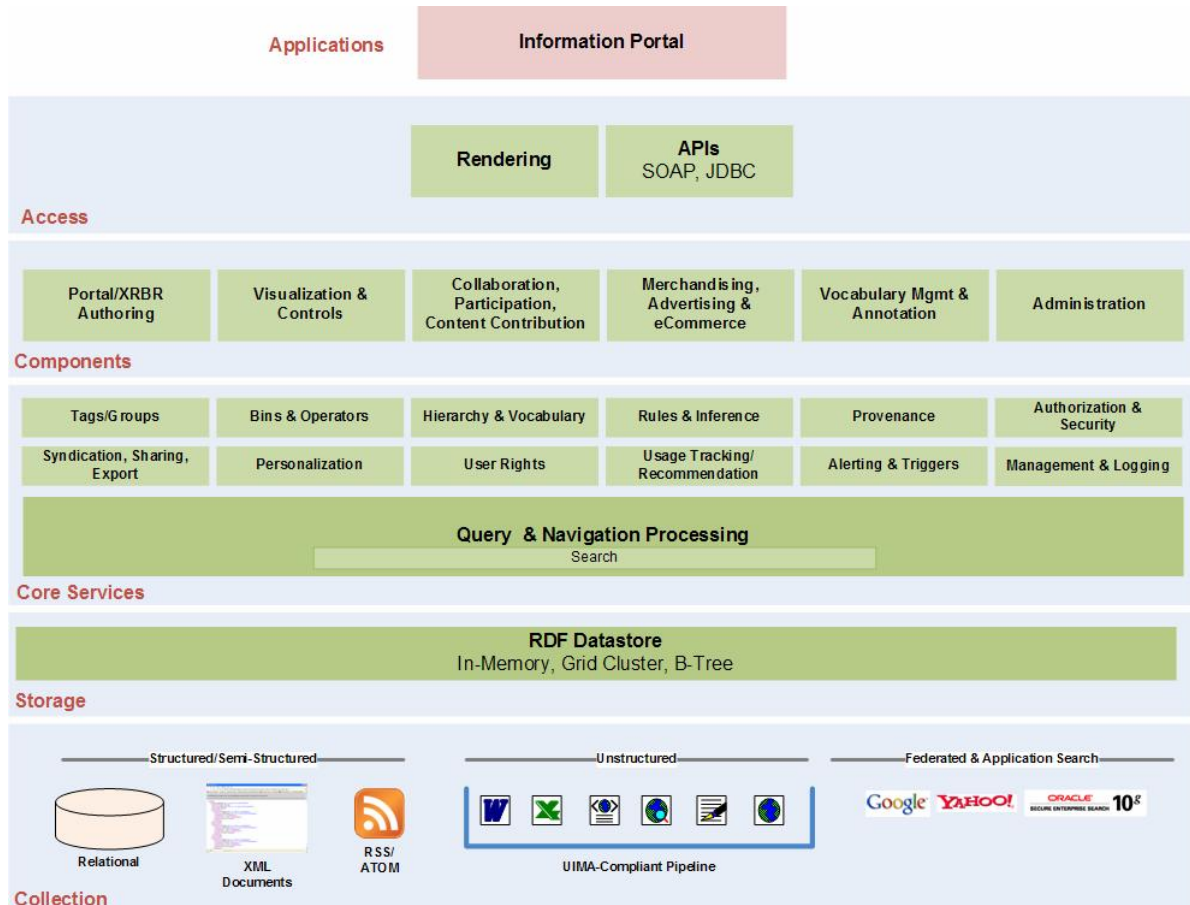 Applications
Information Portal
Rendering
APIs
SOAP, JDBC
Access
Portal/XRBR
Authoring
Visualization &
Controls
Collaboration,
Participation,
Content Contribution
Merchandising,
Advertising &
eCommerce
Vocabulary Mgmt &
Annotation
Administration
Components
Tags/Groups
Bins & Operators
Hierarchy & Vocabulary
Rules & Inference
Provenance
Authorization &
Security
Syndication, Sharing,
Export
Personalization
User Rights
Usage Tracking/
Recommendation
Alerting & Triggers
Management & Logging
Query & Navigation Processing
Search
Core Services
RDF Datastore
In-Memory, Grid Cluster, B-Tree
Storage
Structured/Semi-Structured
Unstructured
Federated & Application Search
Relational
XML
Documents
RSS/
ATOM
W
X
UIMA-Compliant Pipeline
Google
YAHOO!
ORACLE
SECURE ENTERPRISE SEARCH 10g
Collection